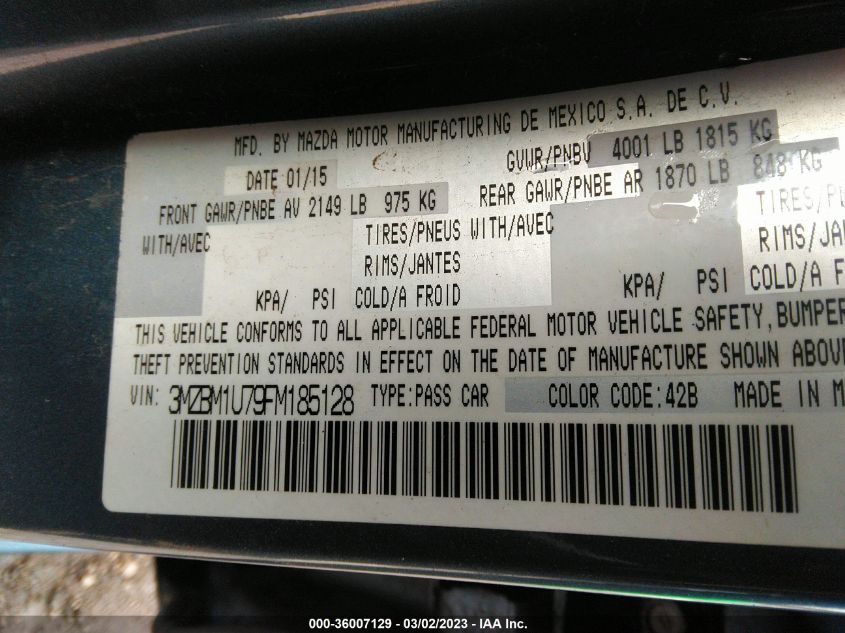 MFD. BY MAZDA MOTOR MANUFACTURING DE MEXICO S.A. DE C.V.
DATE 01/15 GVWR/PNBV 4001 LB 1815 KG
FRONT GAWR/PNBE AV 2149 LB 975 KG REAR GAWR/PNBE AR 1870 LB 848 KG
WITH/AVEC TIRES/PNEUS WITH/AVEC TIRES/
RIMS/JANTES RIMS/
KPA/ PSI COLD/A FROID KPA/ PSI COLD/A FROID
THIS VEHICLE CONFORMS TO ALL APPLICABLE FEDERAL MOTOR VEHICLE SAFETY, BUMPER
THEFT PREVENTION STANDARDS IN EFFECT ON THE DATE OF MANUFACTURE SHOWN ABOVE
VIN: 3MZBM1U79FM185128 TYPE:PASS CAR COLOR CODE:42B MADE IN
000-36007129 - 03/02/2023 - IAA Inc.